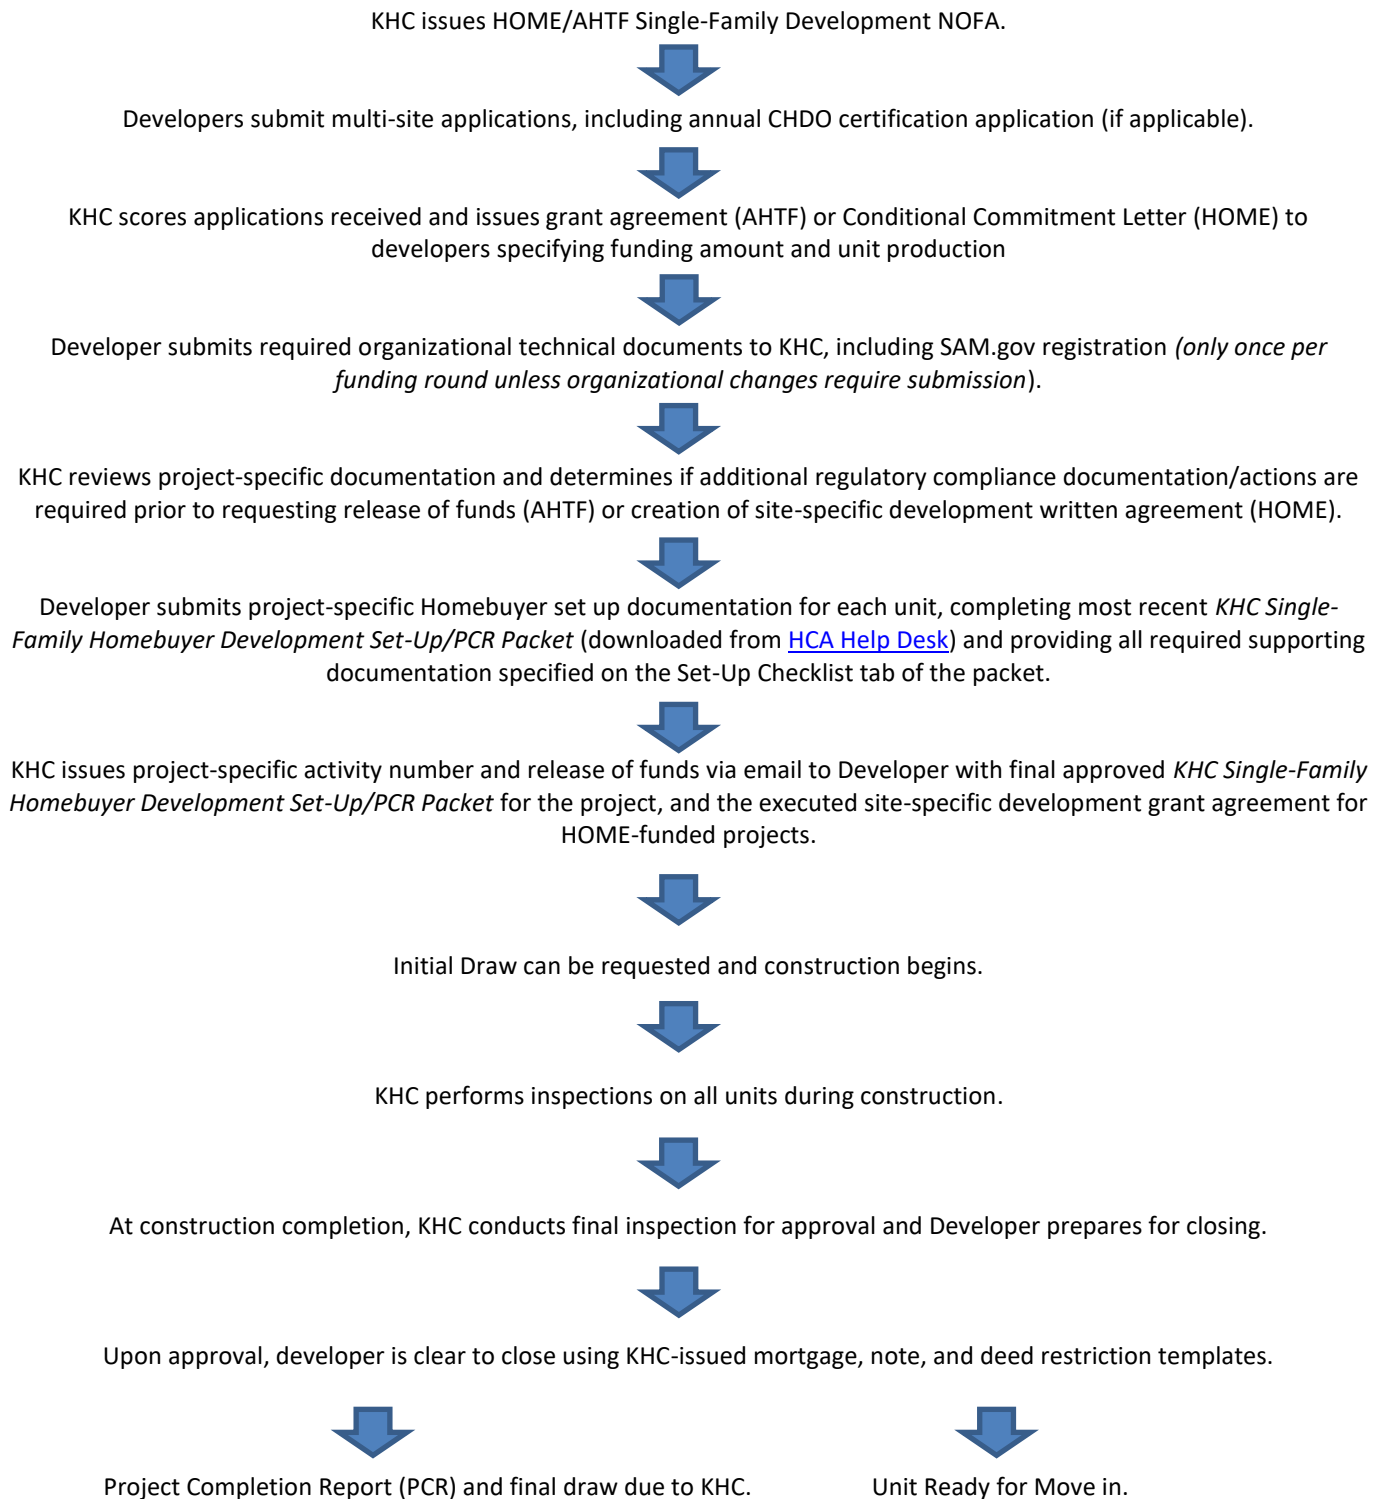 KHC issues HOME/AHTF Single-Family Development NOFA.
Developers submit multi-site applications, including annual CHDO certification application (if applicable).
KHC scores applications received and issues grant agreement (AHTF) or Conditional Commitment Letter (HOME) to
developers specifying funding amount and unit production
Developer submits required organizational technical documents to KHC, including SAM.gov registration (only once per
funding round unless organizational changes require submission).
KHC reviews project-specific documentation and determines if additional regulatory compliance documentation/actions are
required prior to requesting release of funds (AHTF) or creation of site-specific development written agreement (HOME).
Developer submits project-specific Homebuyer set up documentation for each unit, completing most recent KHC Single-
Family Homebuyer Development Set-Up/PCR Packet (downloaded from HCA Help Desk) and providing all required supporting
documentation specified on the Set-Up Checklist tab of the packet.
KHC issues project-specific activity number and release of funds via email to Developer with final approved KHC Single-Family
Homebuyer Development Set-Up/PCR Packet for the project, and the executed site-specific development grant agreement for
HOME-funded projects.
Initial Draw can be requested and construction begins.
KHC performs inspections on all units during construction.
At construction completion, KHC conducts final inspection for approval and Developer prepares for closing.
Upon approval, developer is clear to close using KHC-issued mortgage, note, and deed restriction templates.
Project Completion Report (PCR) and final draw due to KHC.
Unit Ready for Move in.